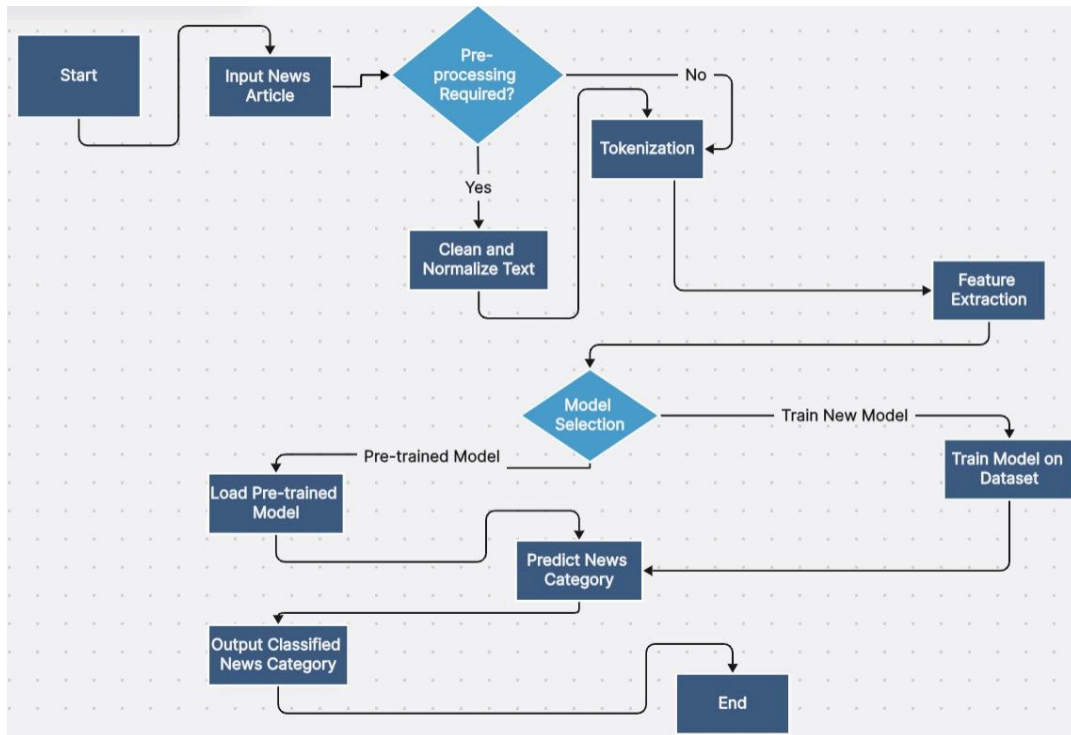 Start
Input News
Article
Pre-
processing
Required?
No
Tokenization
Yes
Clean and
Normalize Text
Feature
Extraction
Model
Selection
Train New Model
Pre-trained Model
Train Model on
Dataset
Load Pre-trained
Model
Predict News
Category
Output Classified
News Category
End